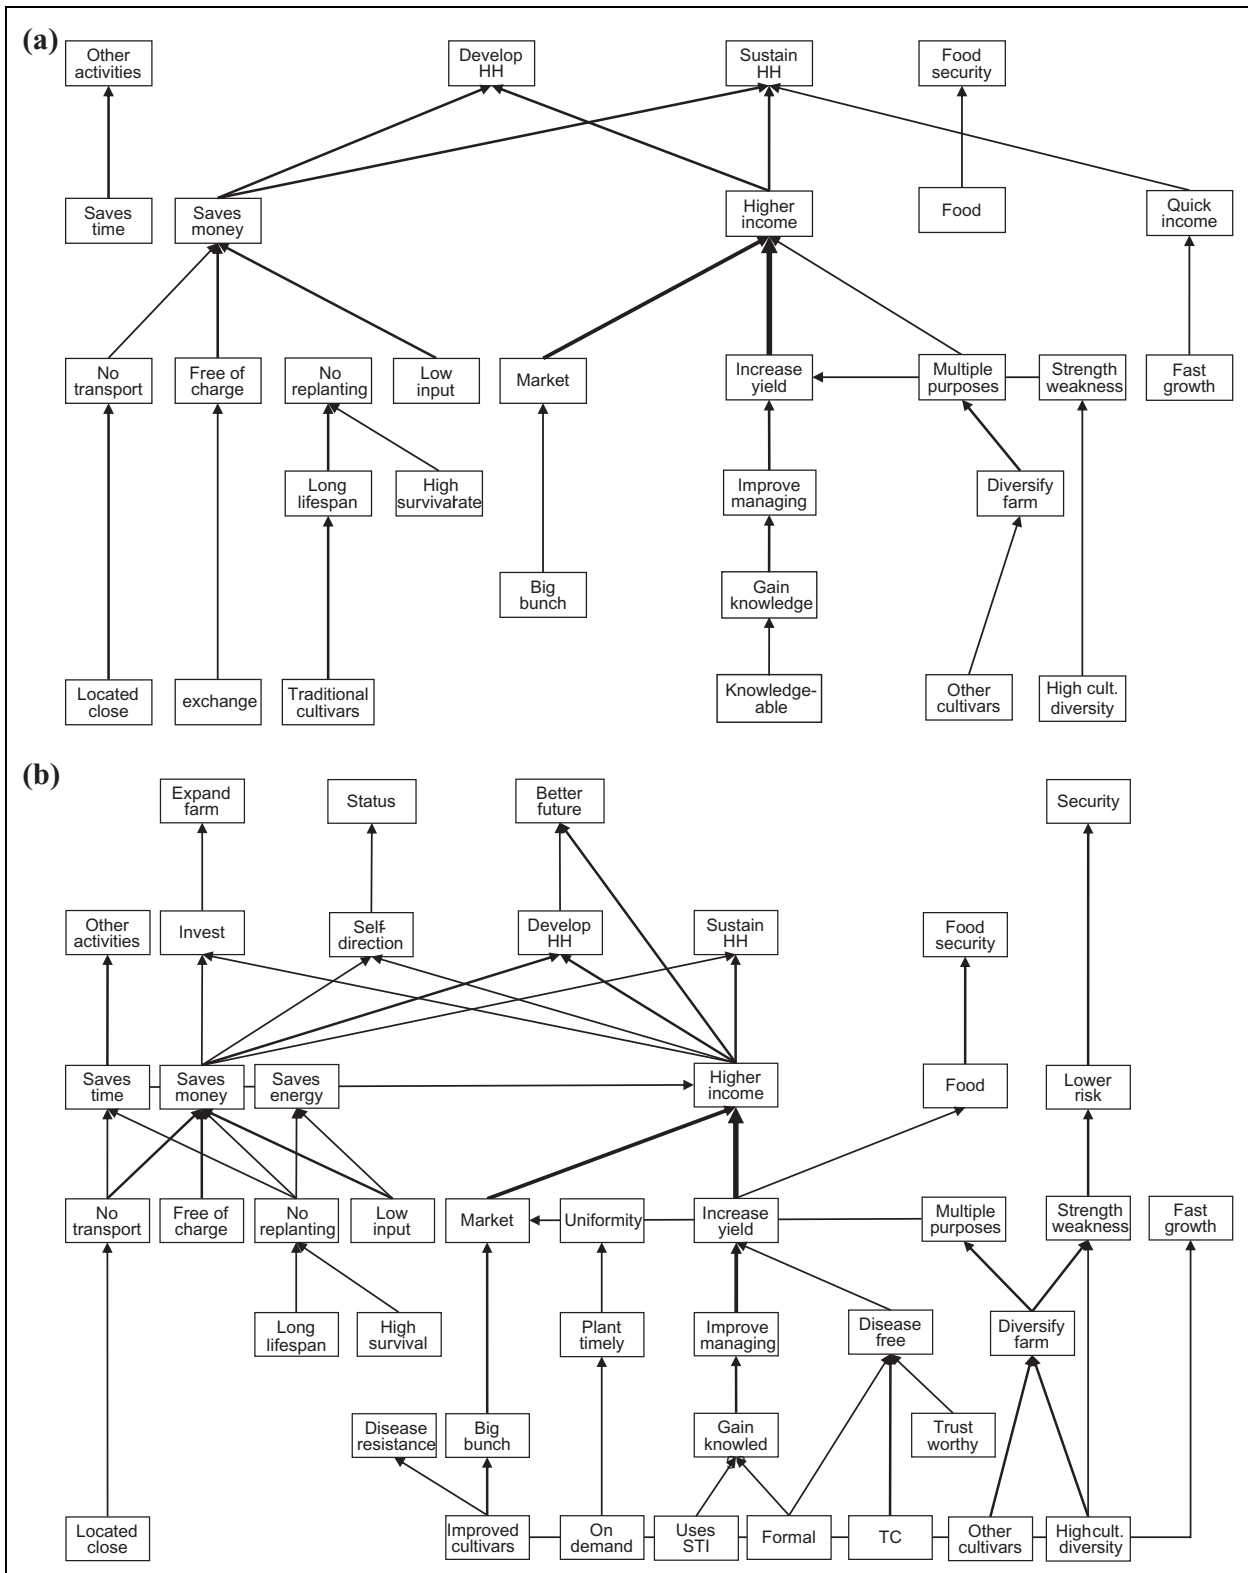 (a)
Other
activities
Develop
HH
Sustain
HH
Food
security
Saves
time
Saves
money
Higher
income
Food
Quick
income
No
transport
Free of
charge
No
replanting
Low
input
Market
Increase
yield
Multiple
purposes
Strength
weakness
Fast
growth
Long
lifespan
High
survivalrate
Improve
managing
Diversify
farm
Big
bunch
Gain
knowledge
Located
close
exchange
Traditional
cultivars
Knowledge-
able
Other
cultivars
High cult.
diversity
(b)
Expand
farm
Status
Better
future
Security
Other
activities
Invest
Self-
direction
Develop
HH
Sustain
HH
Food
security
Saves
time
Saves
money
Saves
energy
Higher
income
Food
Lower
risk
No
transport
Free of
charge
No
replanting
Low
input
Market
Uniformity
Increase
yield
Multiple
purposes
Strength
weakness
Fast
growth
Long
lifespan
High
survival
Plant
timely
Improve
managing
Disease
free
Diversify
farm
Disease
resistance
Big
bunch
Gain
knowled
ge
Trust
worthy
Located
close
Improved
cultivars
On
demand
Uses
STI
Formal
TC
Other
cultivars
High cult.
diversity